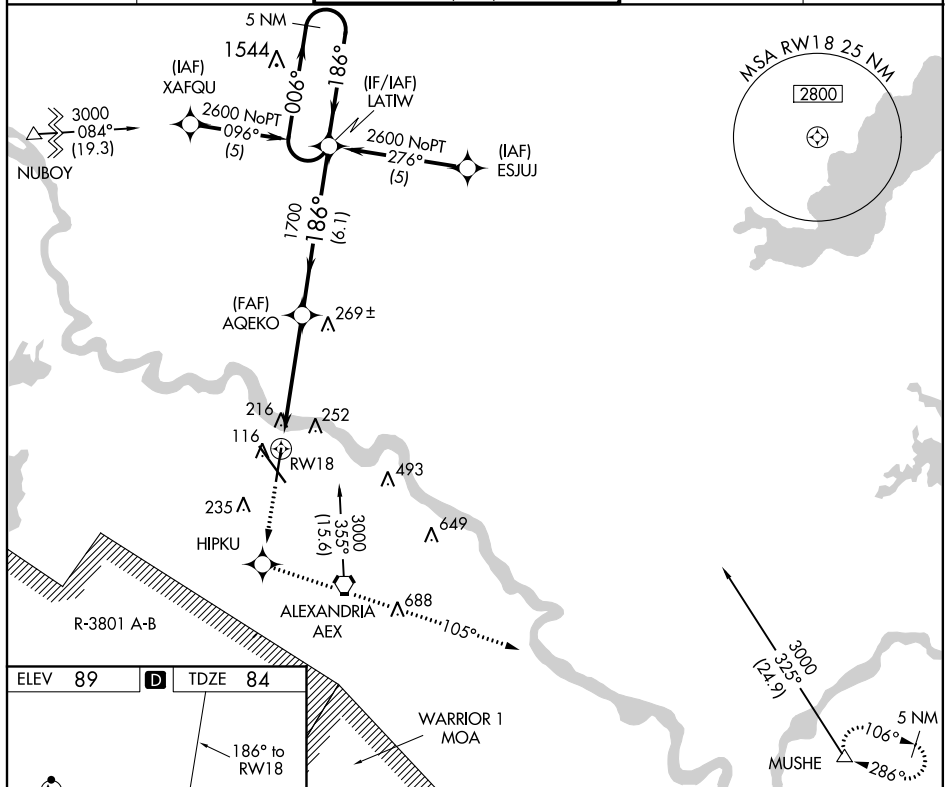 5 NM
1544
006°
186°
(IAF)
XAFQU
(IF/IAF)
LATIW
MSA RW18 25 NM
2800
3000
084°
(19.3)
NUBOY
2600 NoPT
096°
(5)
2600 NoPT
276°
(5)
(IAF)
ESJUJ
1700
186°
(6.1)
(FAF)
AQEKO
269 ±
216
252
116
RW18
493
235
649
3000
355°
(15.6)
HIPKU
ALEXANDRIA
AEX
688
105°
R-3801 A-B
3000
325°
(24.9)
5 NM
106°
286°
MUSHE
WARRIOR 1
MOA
ELEV 89
D
TDZE 84
186° to
RW18